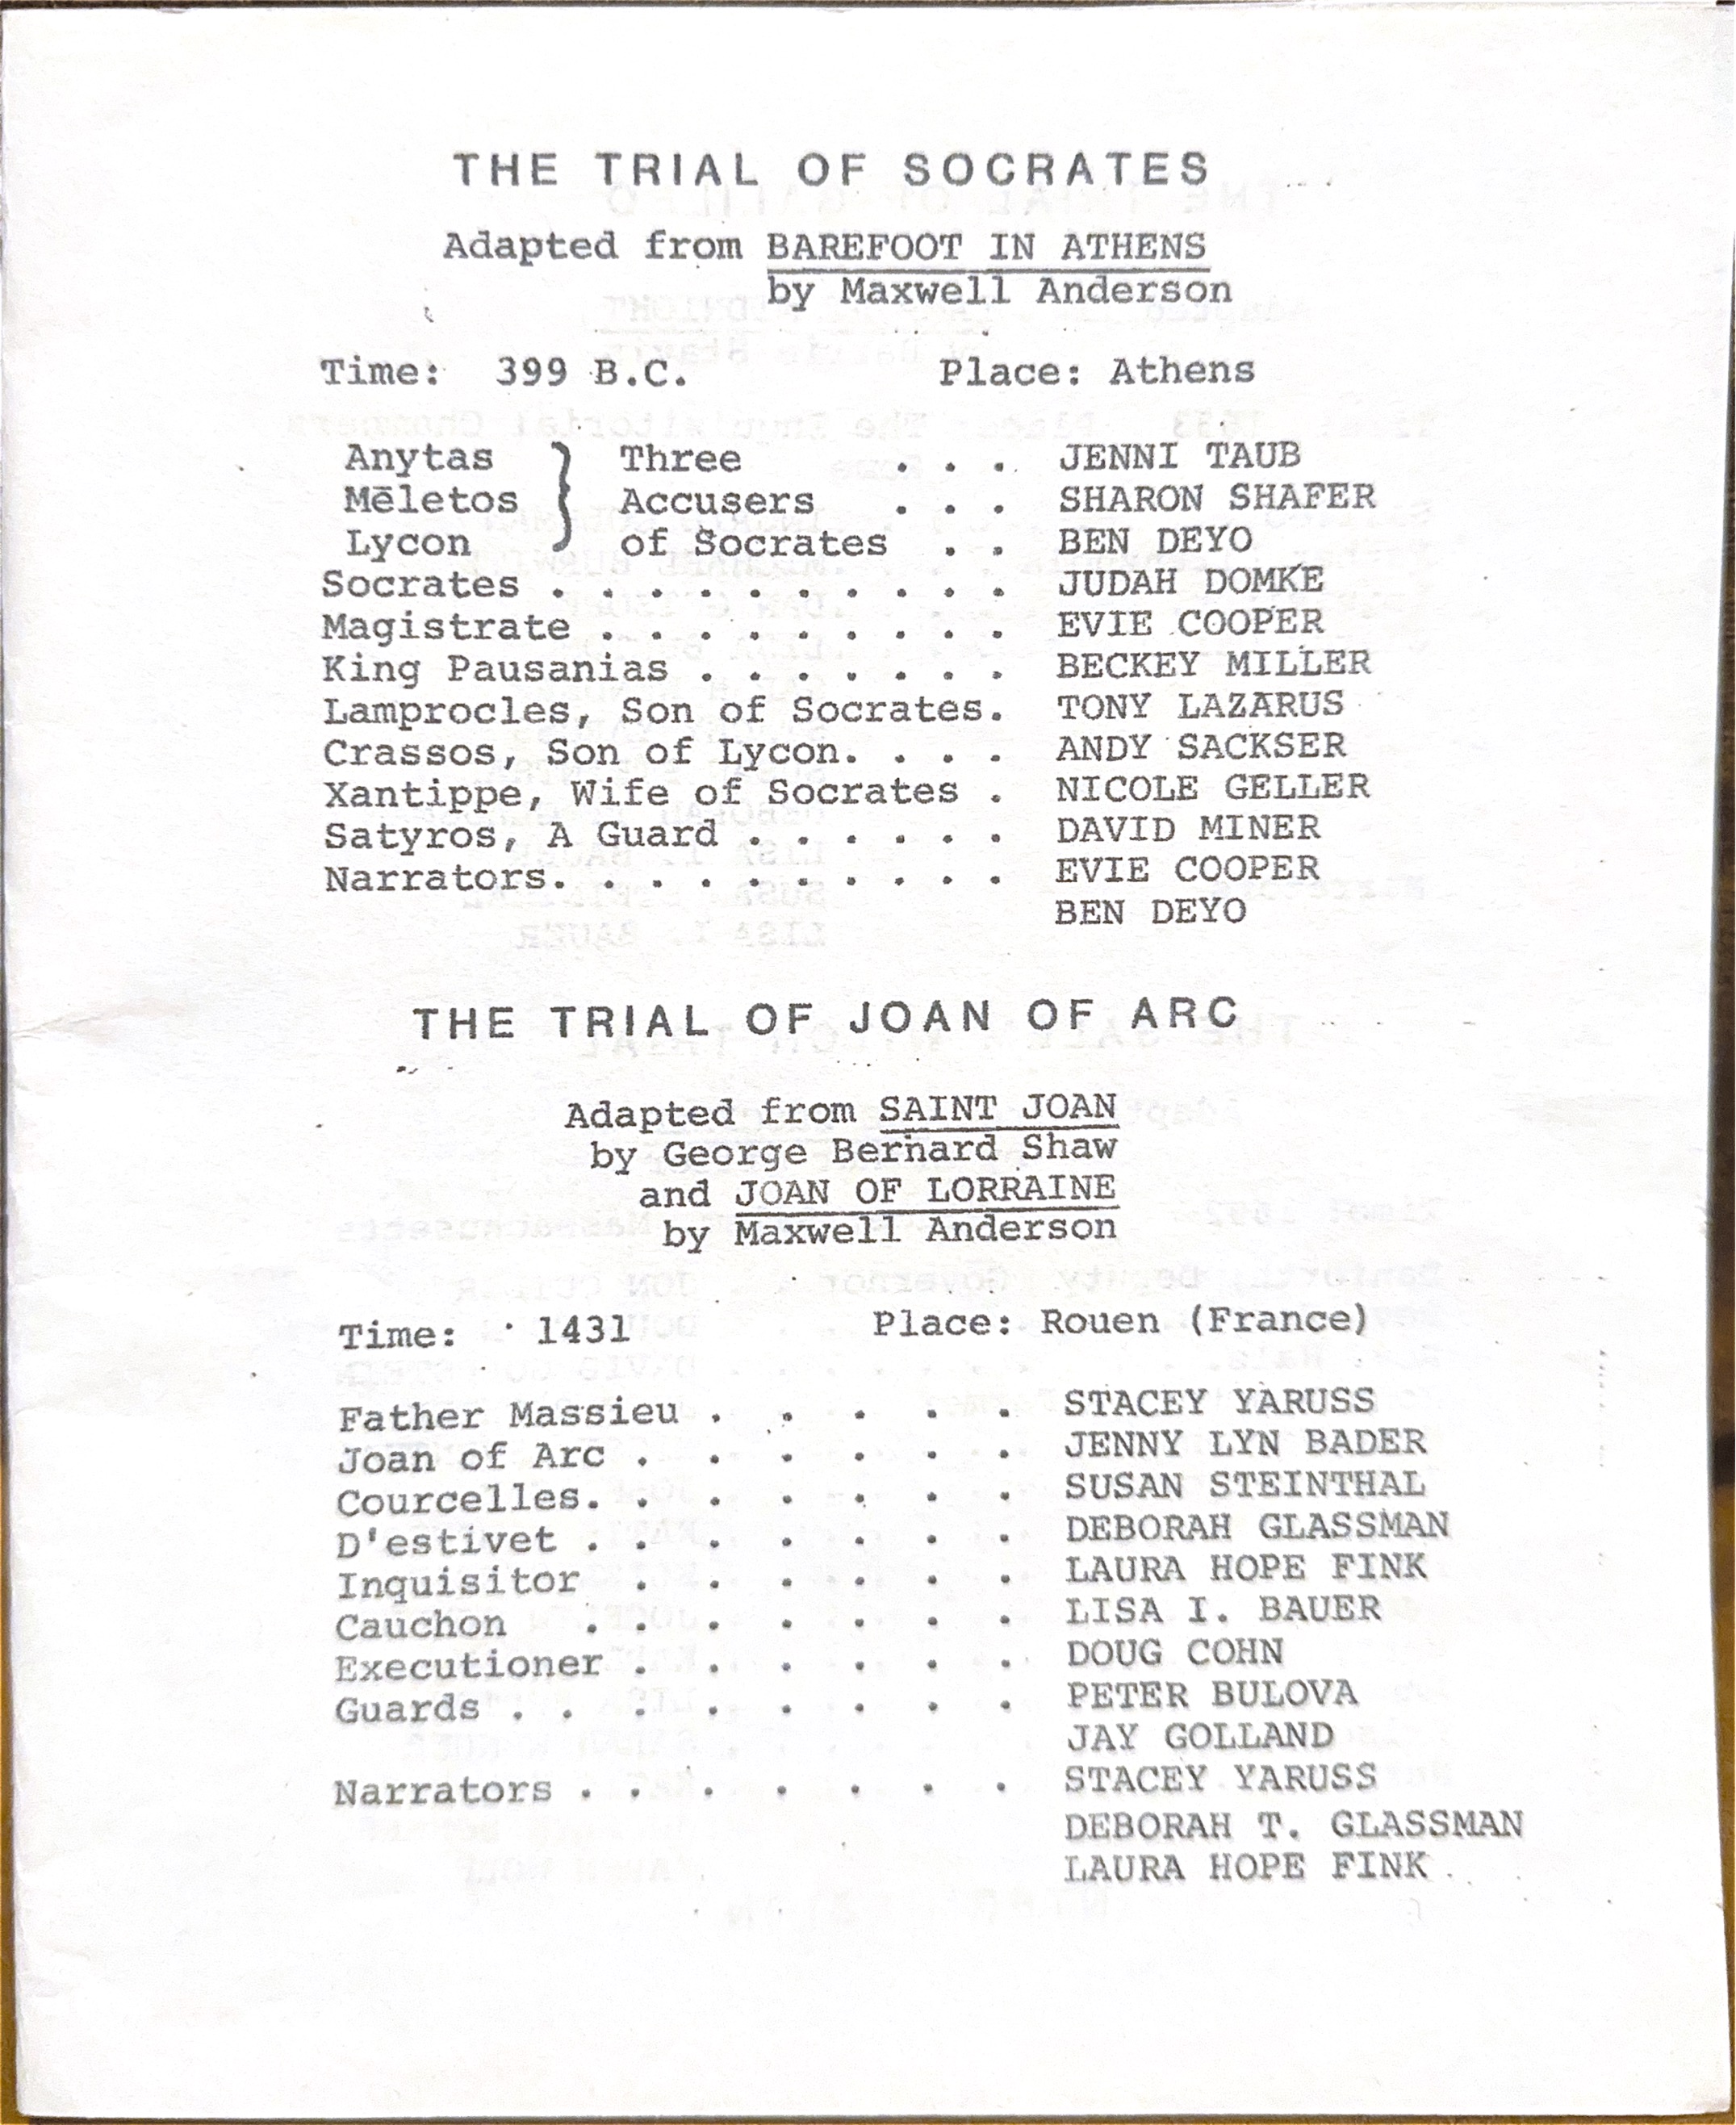 THE TRIAL OF SOCRATES
Adapted from BAREFOOT IN ATHENS
by Maxwell Anderson
Time: 399 B.C. Place: Athens
Anytas } Three . . . JENNI TAUB
Mēletos } Accusers . . . SHARON SHAFER
Lycon } of Socrates . . BEN DEYO
Socrates . . . . . . . . . . JUDAH DOMKE
Magistrate . . . . . . . . . EVIE COOPER
King Pausanias . . . . . . . BECKEY MILLER
Lamprocles, Son of Socrates. TONY LAZARUS
Crassos, Son of Lycon. . . . ANDY SACKSER
Xantippe, Wife of Socrates . NICOLE GELLER
Satyros, A Guard . . . . . . DAVID MINER
Narrators. . . . . . . . . . EVIE COOPER
BEN DEYO
THE TRIAL OF JOAN OF ARC
Adapted from SAINT JOAN
by George Bernard Shaw
and JOAN OF LORRAINE
by Maxwell Anderson
Time: 1431 Place: Rouen (France)
Father Massieu . . . . . STACEY YARUSS
Joan of Arc . . . . . . JENNY LYN BADER
Courcelles. . . . . . . SUSAN STEINTHAL
D'estivet . . . . . . . DEBORAH GLASSMAN
Inquisitor . . . . . . LAURA HOPE FINK
Cauchon . . . . . . . LISA I. BAUER
Executioner . . . . . . DOUG COHN
Guards . . . . . . . . PETER BULOVA
JAY GOLLAND
Narrators . . . . . . . STACEY YARUSS
DEBORAH T. GLASSMAN
LAURA HOPE FINK